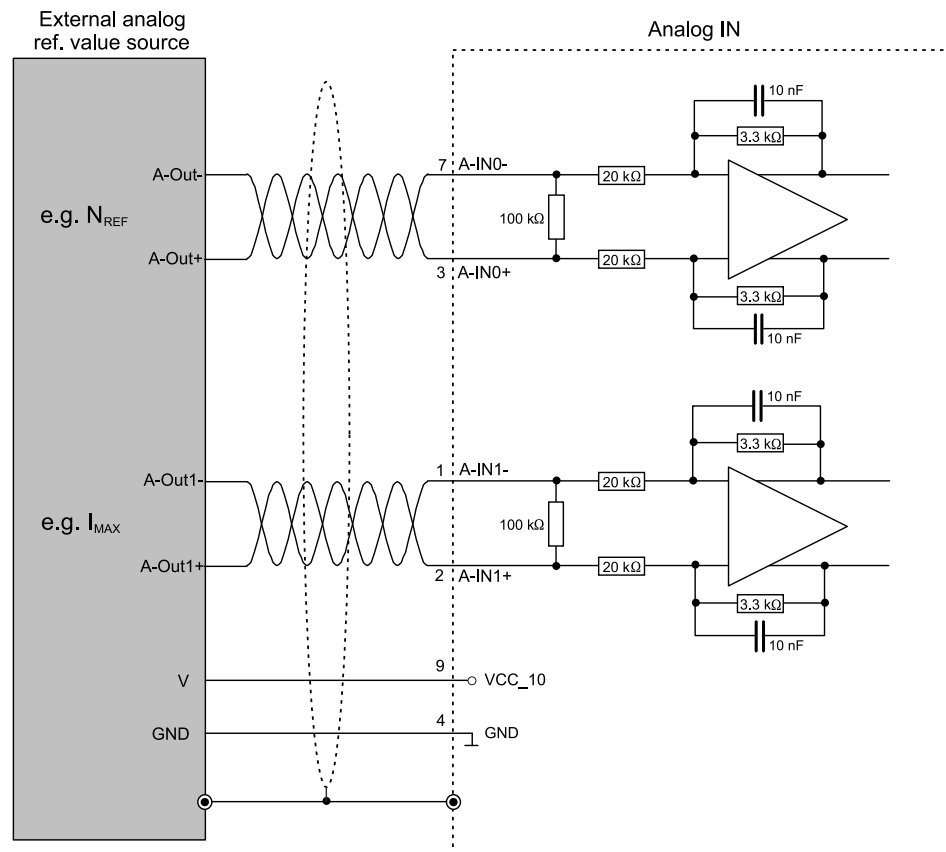 External analog
ref. value source
Analog IN
10 nF
3.3 kΩ
A-Out-
7 A-IN0-
20 kΩ
e.g. N_REF
100 kΩ
A-Out+
3 A-IN0+
20 kΩ
3.3 kΩ
10 nF
10 nF
3.3 kΩ
A-Out1-
1 A-IN1-
20 kΩ
e.g. I_MAX
100 kΩ
A-Out1+
2 A-IN1+
20 kΩ
3.3 kΩ
10 nF
V
9
VCC_10
GND
4
GND